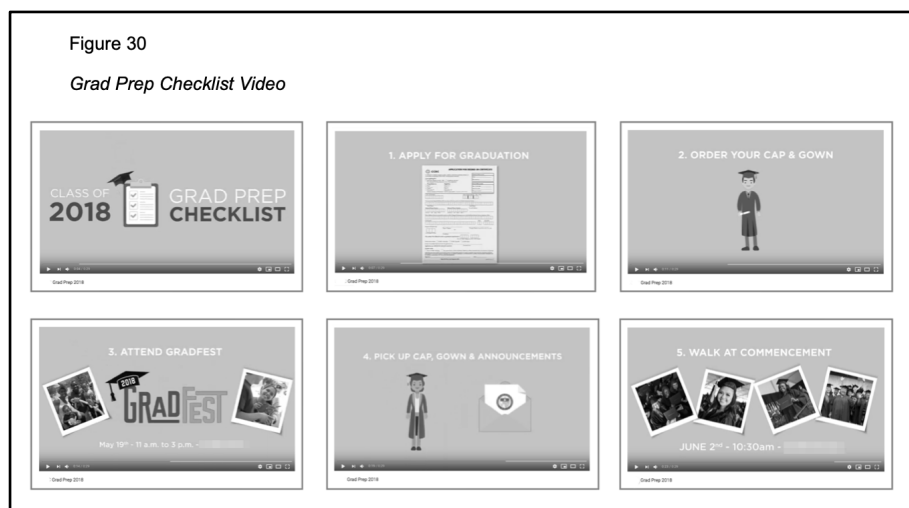 Figure 30
Grad Prep Checklist Video
CLASS OF
2018
GRAD PREP
CHECKLIST
Grad Prep 2018
1. APPLY FOR GRADUATION
Grad Prep 2018
2. ORDER YOUR CAP & GOWN
Grad Prep 2018
3. ATTEND GRADFEST
2018
GRADFEST
May 19th - 11 a.m. to 3 p.m. -
Grad Prep 2018
4. PICK UP CAP, GOWN & ANNOUNCEMENTS
Grad Prep 2018
5. WALK AT COMMENCEMENT
JUNE 2nd - 10:30am -
Grad Prep 2018